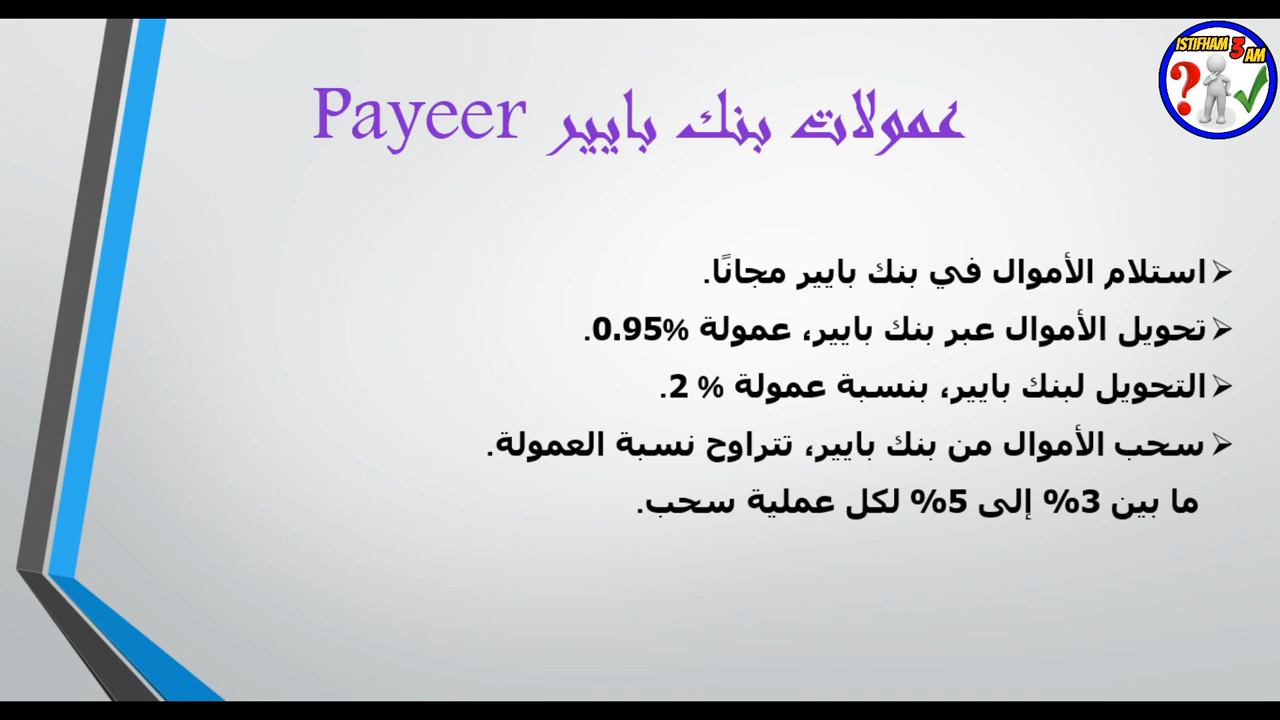 ISTIFHAM 3 AM
عمولات بنك بايير Payeer
استلام الأموال في بنك بايير مجانًا.
تحويل الأموال عبر بنك بايير، عمولة %0.95.
التحويل لبنك بايير، بنسبة عمولة % 2.
سحب الأموال من بنك بايير، تتراوح نسبة العمولة.
ما بين 3% إلى 5% لكل عملية سحب.